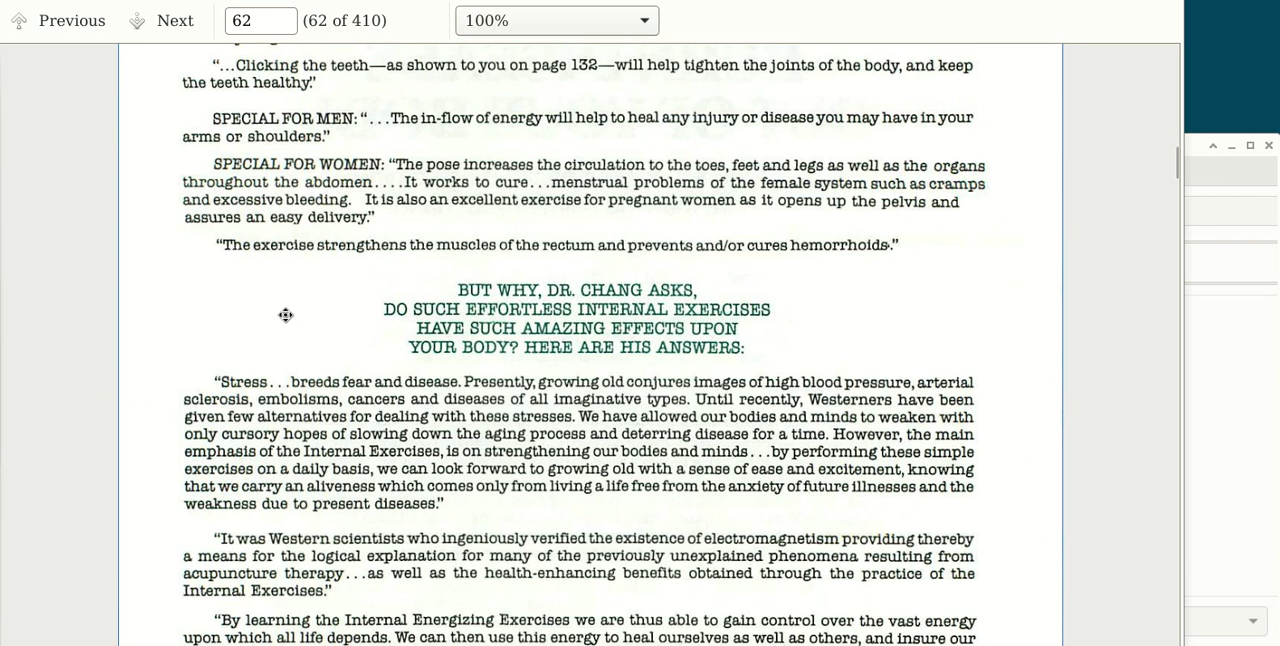 Previous Next 62 (62 of 410) 100%
“...Clicking the teeth—as shown to you on page 132—will help tighten the joints of the body, and keep
the teeth healthy.”
SPECIAL FOR MEN: “...The in-flow of energy will help to heal any injury or disease you may have in your
arms or shoulders.”
SPECIAL FOR WOMEN: “The pose increases the circulation to the toes, feet and legs as well as the organs
throughout the abdomen....It works to cure...menstrual problems of the female system such as cramps
and excessive bleeding. It is also an excellent exercise for pregnant women as it opens up the pelvis and
assures an easy delivery.”
“The exercise strengthens the muscles of the rectum and prevents and/or cures hemorrhoids.”
BUT WHY, DR. CHANG ASKS,
DO SUCH EFFORTLESS INTERNAL EXERCISES
HAVE SUCH AMAZING EFFECTS UPON
YOUR BODY? HERE ARE HIS ANSWERS:
“Stress...breeds fear and disease. Presently, growing old conjures images of high blood pressure, arterial
sclerosis, embolisms, cancers and diseases of all imaginative types. Until recently, Westerners have been
given few alternatives for dealing with these stresses. We have allowed our bodies and minds to weaken with
only cursory hopes of slowing down the aging process and deterring disease for a time. However, the main
emphasis of the Internal Exercises, is on strengthening our bodies and minds...by performing these simple
exercises on a daily basis, we can look forward to growing old with a sense of ease and excitement, knowing
that we carry an aliveness which comes only from living a life free from the anxiety of future illnesses and the
weakness due to present diseases.”
“It was Western scientists who ingeniously verified the existence of electromagnetism providing thereby
a means for the logical explanation for many of the previously unexplained phenomena resulting from
acupuncture therapy...as well as the health-enhancing benefits obtained through the practice of the
Internal Exercises.”
“By learning the Internal Energizing Exercises we are thus able to gain control over the vast energy
upon which all life depends. We can then use this energy to heal ourselves as well as others, and insure our